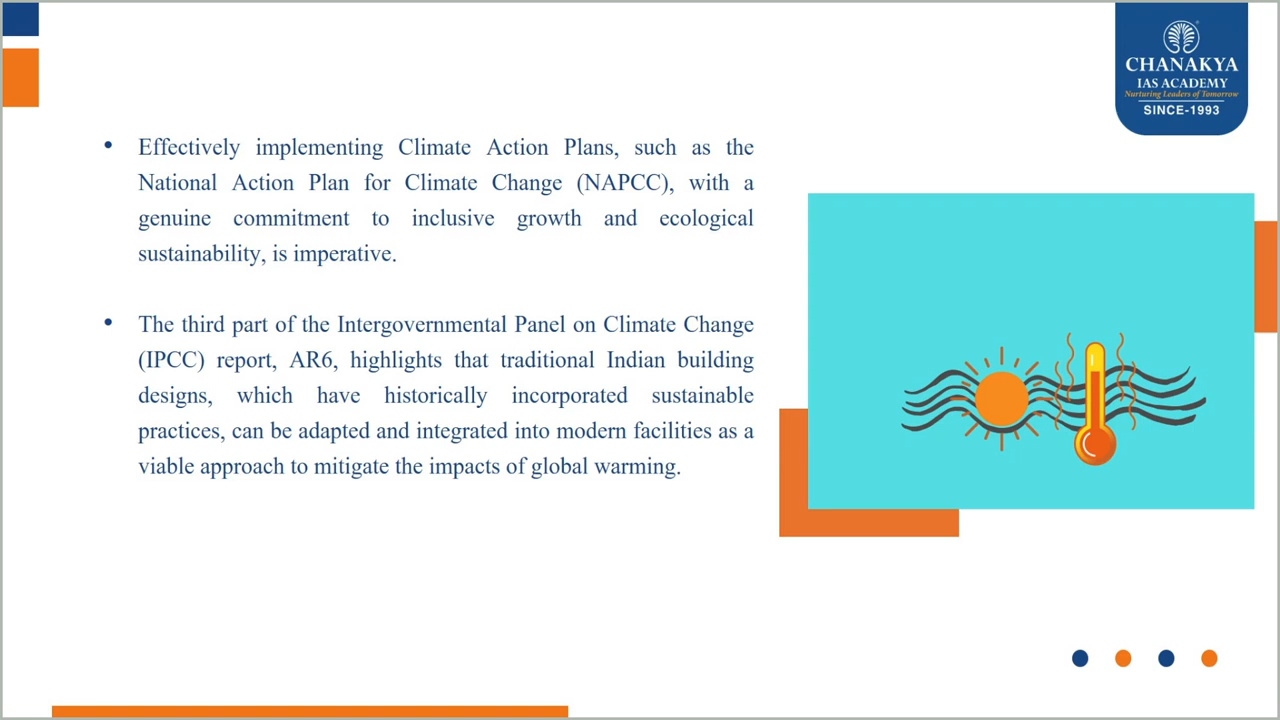 CHANAKYA
IAS ACADEMY
Nurturing Leaders of Tomorrow
SINCE-1993
• Effectively implementing Climate Action Plans, such as the
National Action Plan for Climate Change (NAPCC), with a
genuine commitment to inclusive growth and ecological
sustainability, is imperative.
• The third part of the Intergovernmental Panel on Climate Change
(IPCC) report, AR6, highlights that traditional Indian building
designs, which have historically incorporated sustainable
practices, can be adapted and integrated into modern facilities as a
viable approach to mitigate the impacts of global warming.